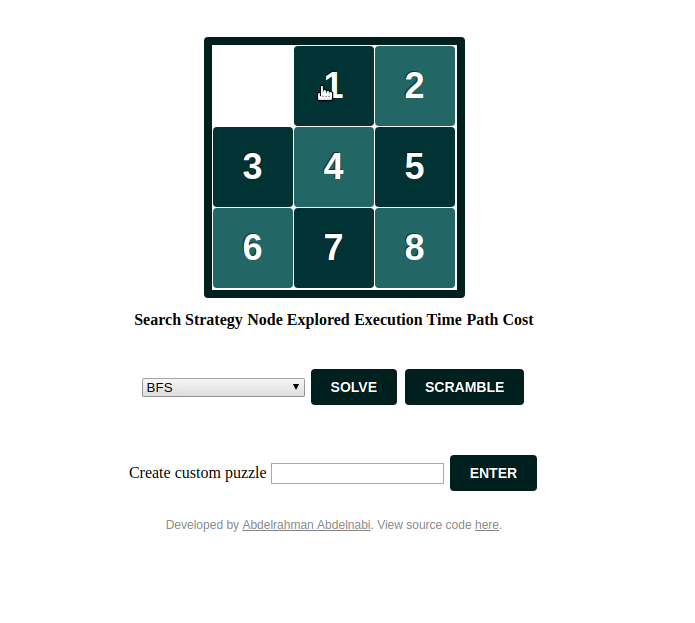 1 2
3 4 5
6 7 8
Search Strategy Node Explored Execution Time Path Cost
BFS SOLVE SCRAMBLE
Create custom puzzle ENTER
Developed by Abdelrahman Abdelnabi. View source code here.